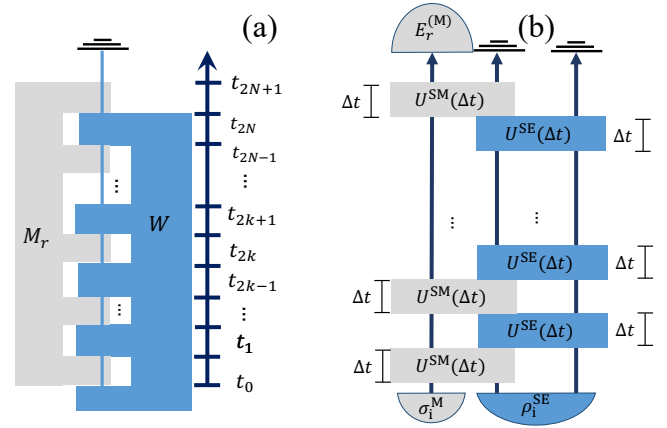 (a)
M_r
W
⋮
⋮
t_{2N+1}
t_{2N}
t_{2N−1}
⋮
t_{2k+1}
t_{2k}
t_{2k−1}
⋮
t_1
t_0
(b)
E_r^{(M)}
Δt
U^{SM}(Δt)
U^{SE}(Δt)
Δt
⋮
⋮
U^{SE}(Δt)
Δt
Δt
U^{SM}(Δt)
U^{SE}(Δt)
Δt
Δt
U^{SM}(Δt)
σ_i^M
ρ_i^{SE}